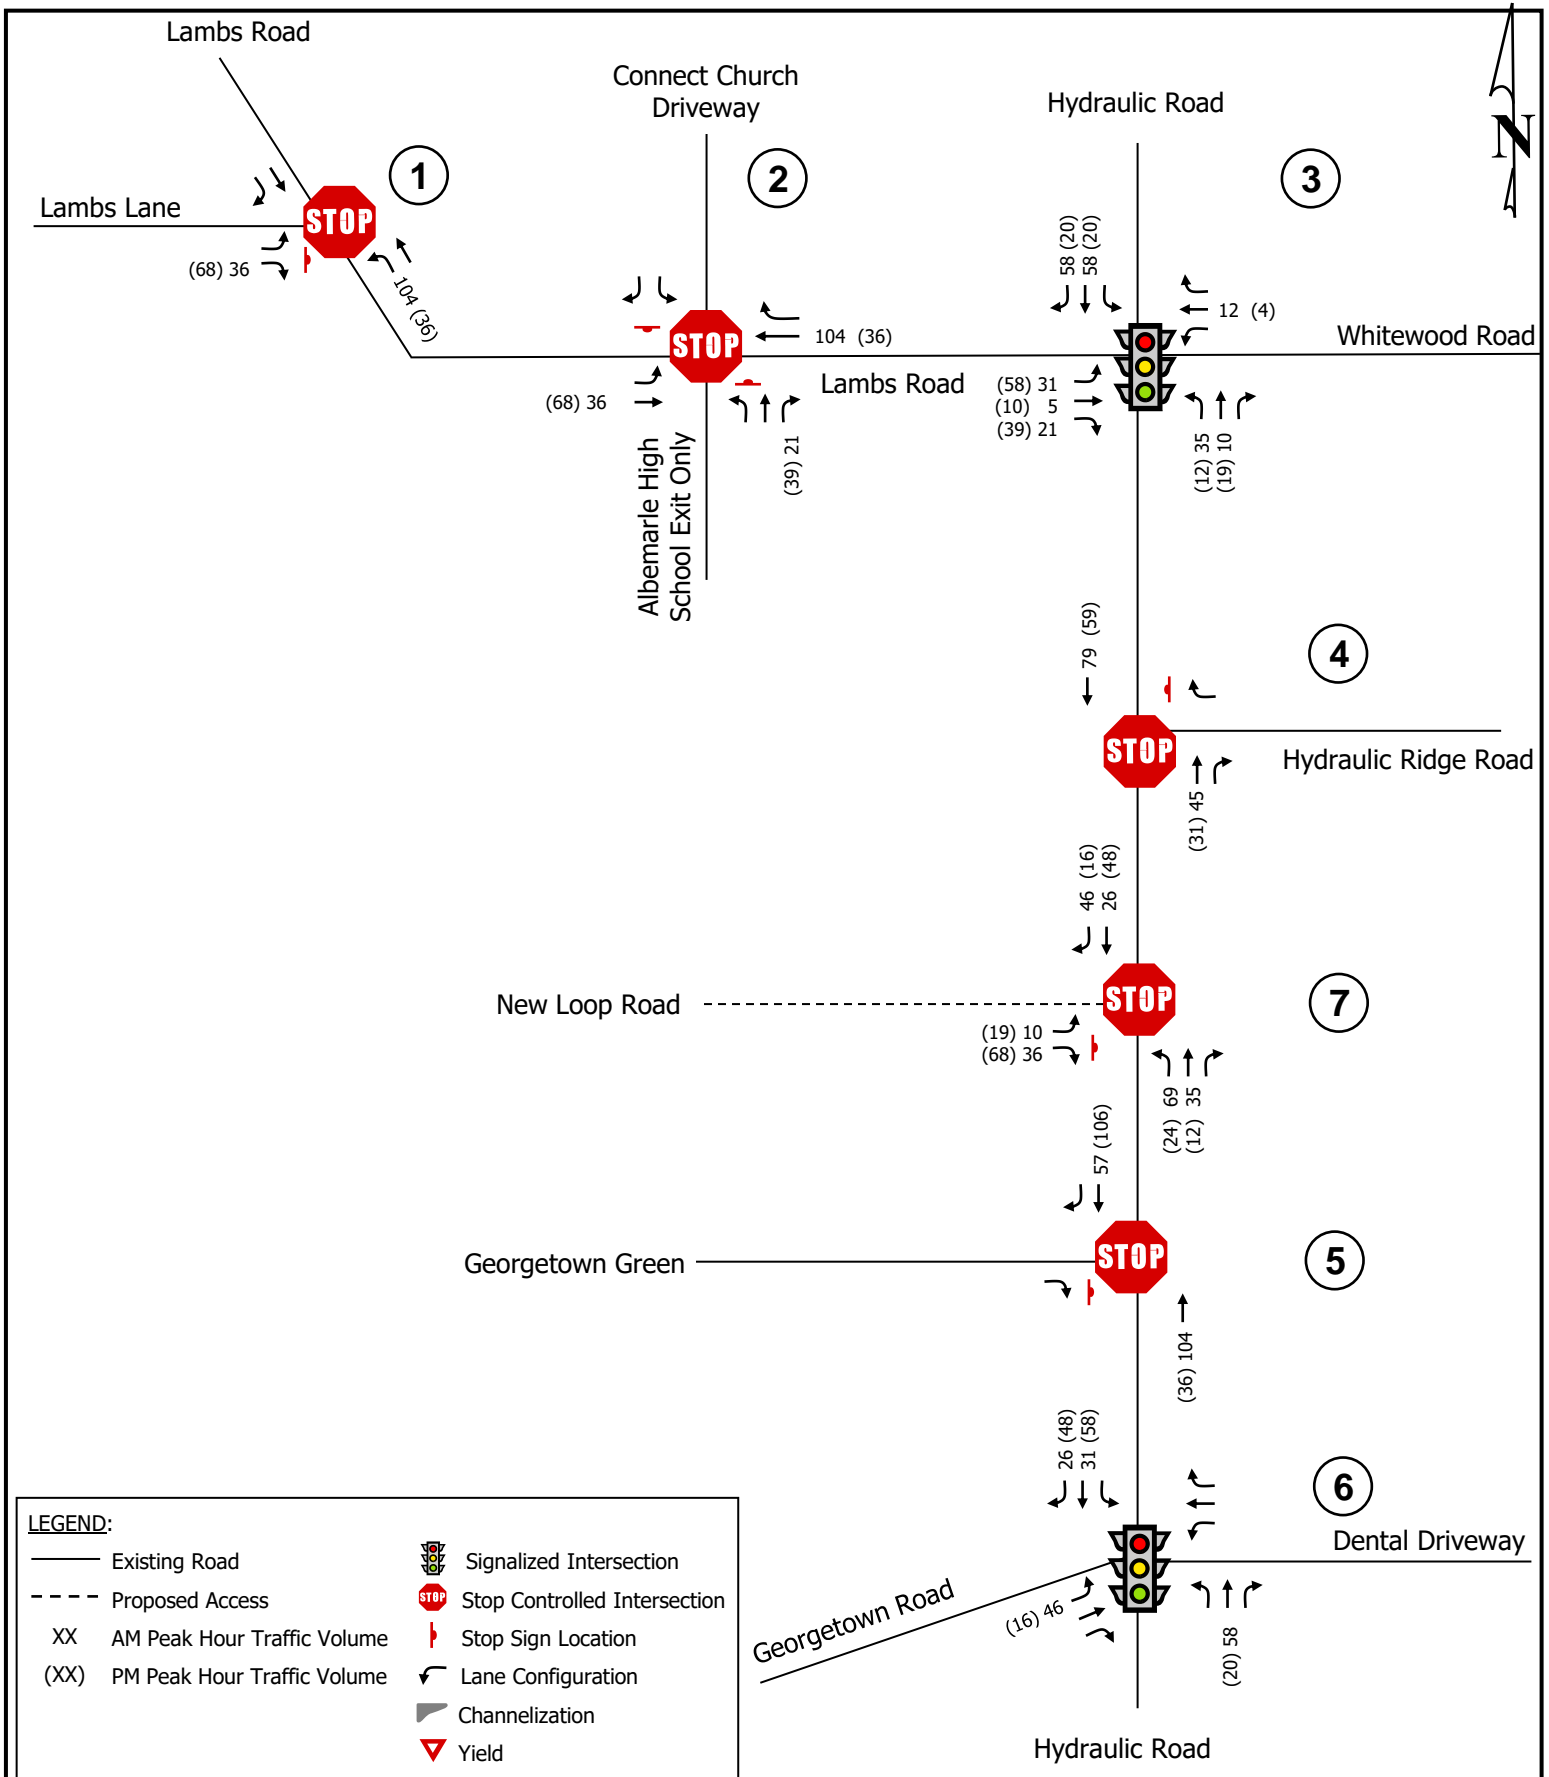 Lambs Road
Connect Church
Driveway
Hydraulic Road
N
1
2
3
Lambs Lane
STOP
(68) 36
104 (36)
58 (20)
58 (20)
12 (4)
STOP
104 (36)
Whitewood Road
Lambs Road
(68) 36
(58) 31
(10) 5
(39) 21
(39) 21
(12) 35
(19) 10
Albemarle High
School Exit Only
79 (59)
4
STOP
Hydraulic Ridge Road
(31) 45
46 (16)
26 (48)
New Loop Road
STOP
7
(19) 10
(68) 36
(24) 69
(12) 35
57 (106)
Georgetown Green
STOP
5
(36) 104
26 (48)
31 (58)
6
Dental Driveway
Georgetown Road
(16) 46
(20) 58
Hydraulic Road
LEGEND:
Existing Road
Signalized Intersection
Proposed Access
STOP
Stop Controlled Intersection
XX AM Peak Hour Traffic Volume
Stop Sign Location
(XX) PM Peak Hour Traffic Volume
Lane Configuration
Channelization
Yield